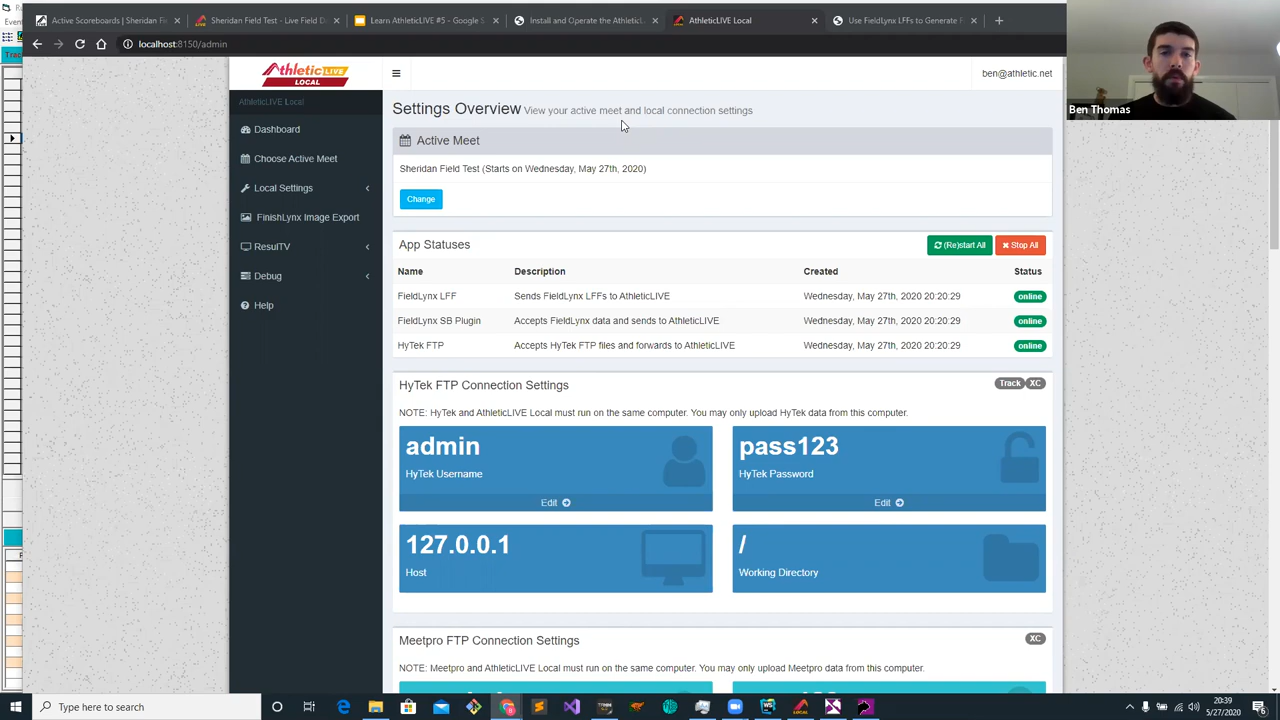 Active Scoreboards | Sheridan Fi
Sheridan Field Test - Live Field D
Learn AthleticLIVE #5 - Google S
Install and Operate the AthleticL
AthleticLIVE Local
Use FieldLynx LFFs to Generate F
localhost:8150/admin
Trac
AthleticLIVE
LOCAL
ben@athletic.net
Ben Thomas
AthleticLIVE Local
Dashboard
Choose Active Meet
Local Settings
FinishLynx Image Export
ResulTV
Debug
Help
Settings Overview View your active meet and local connection settings
Active Meet
Sheridan Field Test (Starts on Wednesday, May 27th, 2020)
Change
App Statuses
(Re)start All
Stop All
Name Description Created Status
FieldLynx LFF Sends FieldLynx LFFs to AthleticLIVE Wednesday, May 27th, 2020 20:20:29 online
FieldLynx SB Plugin Accepts FieldLynx data and sends to AthleticLIVE Wednesday, May 27th, 2020 20:20:29 online
HyTek FTP Accepts HyTek FTP files and forwards to AthleticLIVE Wednesday, May 27th, 2020 20:20:29 online
HyTek FTP Connection Settings Track XC
NOTE: HyTek and AthleticLIVE Local must run on the same computer. You may only upload HyTek data from this computer.
admin
HyTek Username
Edit
pass123
HyTek Password
Edit
127.0.0.1
Host
/
Working Directory
Meetpro FTP Connection Settings XC
NOTE: Meetpro and AthleticLIVE Local must run on the same computer. You may only upload Meetpro data from this computer.
Type here to search
20:39
5/27/2020